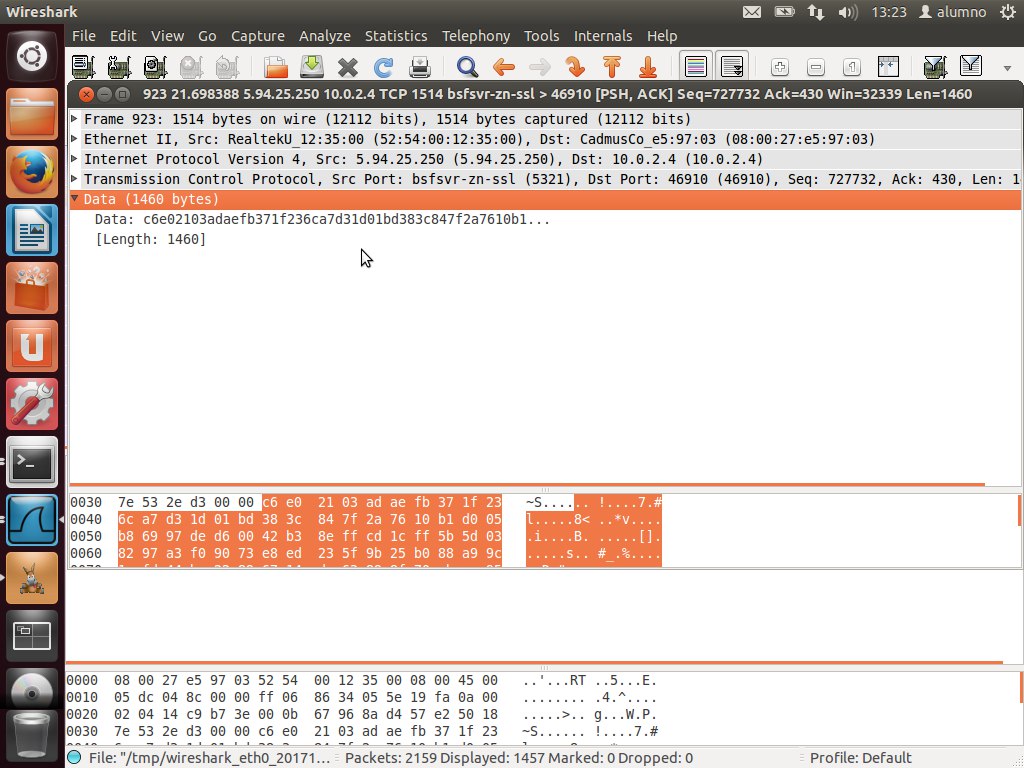 Wireshark
13:23 alumno
File Edit View Go Capture Analyze Statistics Telephony Tools Internals Help
923 21.698388 5.94.25.250 10.0.2.4 TCP 1514 bsfsvr-zn-ssl > 46910 [PSH, ACK] Seq=727732 Ack=430 Win=32339 Len=1460
Frame 923: 1514 bytes on wire (12112 bits), 1514 bytes captured (12112 bits)
Ethernet II, Src: RealtekU_12:35:00 (52:54:00:12:35:00), Dst: CadmusCo_e5:97:03 (08:00:27:e5:97:03)
Internet Protocol Version 4, Src: 5.94.25.250 (5.94.25.250), Dst: 10.0.2.4 (10.0.2.4)
Transmission Control Protocol, Src Port: bsfsvr-zn-ssl (5321), Dst Port: 46910 (46910), Seq: 727732, Ack: 430, Len: 1
Data (1460 bytes)
Data: c6e02103adaefb371f236ca7d31d01bd383c847f2a7610b1...
[Length: 1460]
0030 7e 53 2e d3 00 00 c6 e0 21 03 ad ae fb 37 1f 23 ~S...... !....7.#
0040 6c a7 d3 1d 01 bd 38 3c 84 7f 2a 76 10 b1 d0 05 l.....8< ..*v....
0050 b8 69 97 de d6 00 42 b3 8e ff cd 1c ff 5b 5d 03 .i....B. .....[].
0060 82 97 a3 f0 90 73 e8 ed 23 5f 9b 25 b0 88 a9 9c .....s.. #_.%....
0000 08 00 27 e5 97 03 52 54 00 12 35 00 08 00 45 00 ..'...RT ..5...E.
0010 05 dc 04 8c 00 00 ff 06 86 34 05 5e 19 fa 0a 00 ........ .4.^....
0020 02 04 14 c9 b7 3e 00 0b 67 96 8a d4 57 e2 50 18 .....>.. g...W.P.
0030 7e 53 2e d3 00 00 c6 e0 21 03 ad ae fb 37 1f 23 ~S...... !....7.#
File: "/tmp/wireshark_eth0_20171... Packets: 2159 Displayed: 1457 Marked: 0 Dropped: 0 Profile: Default